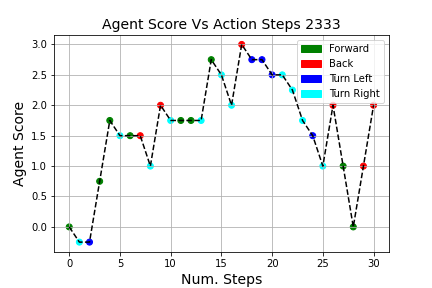 Agent Score Vs Action Steps 2333
Agent Score
3.0
2.5
2.0
1.5
1.0
0.5
0.0
Forward
Back
Turn Left
Turn Right
0 5 10 15 20 25 30
Num. Steps